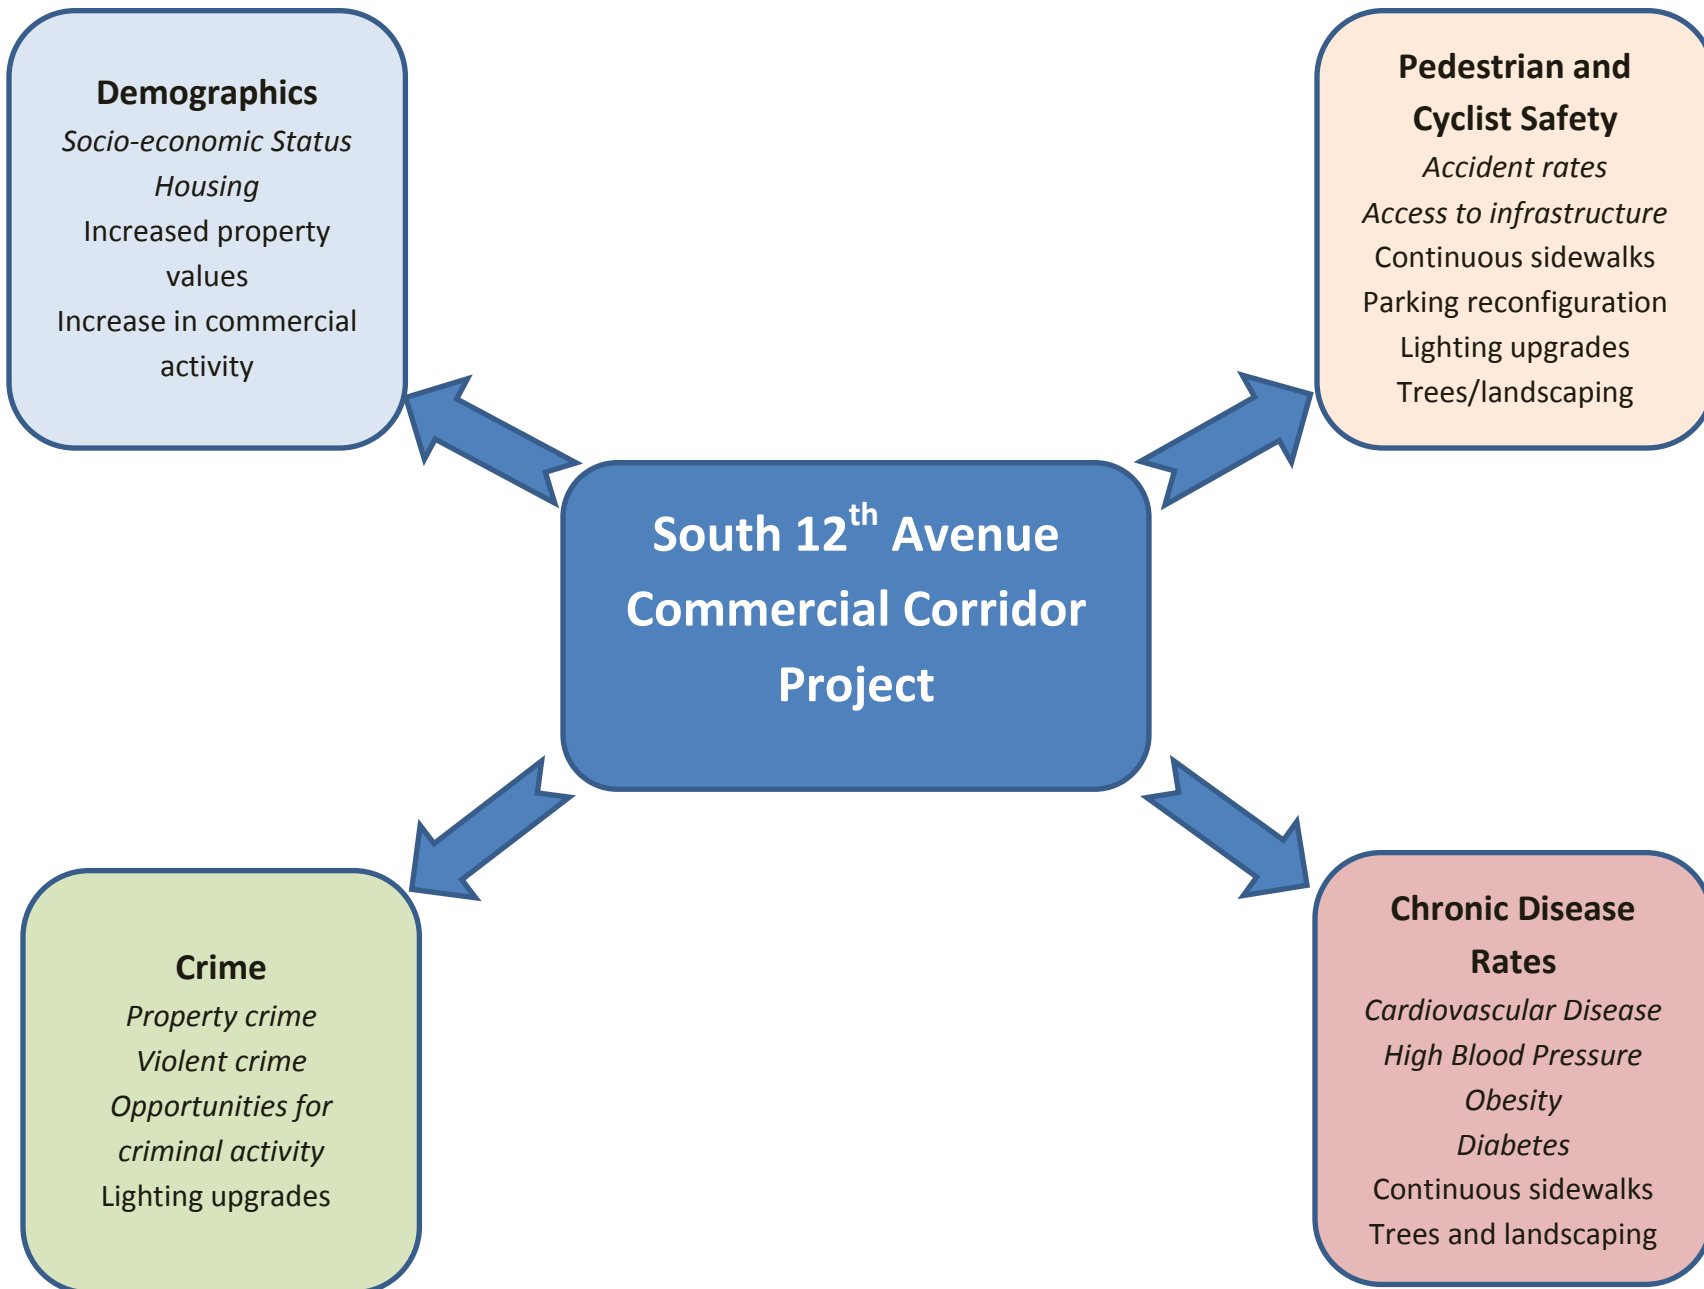 Demographics
Socio-economic Status
Housing
Increased property
values
Increase in commercial
activity
Pedestrian and
Cyclist Safety
Accident rates
Access to infrastructure
Continuous sidewalks
Parking reconfiguration
Lighting upgrades
Trees/landscaping
South 12th Avenue
Commercial Corridor
Project
Crime
Property crime
Violent crime
Opportunities for
criminal activity
Lighting upgrades
Chronic Disease
Rates
Cardiovascular Disease
High Blood Pressure
Obesity
Diabetes
Continuous sidewalks
Trees and landscaping